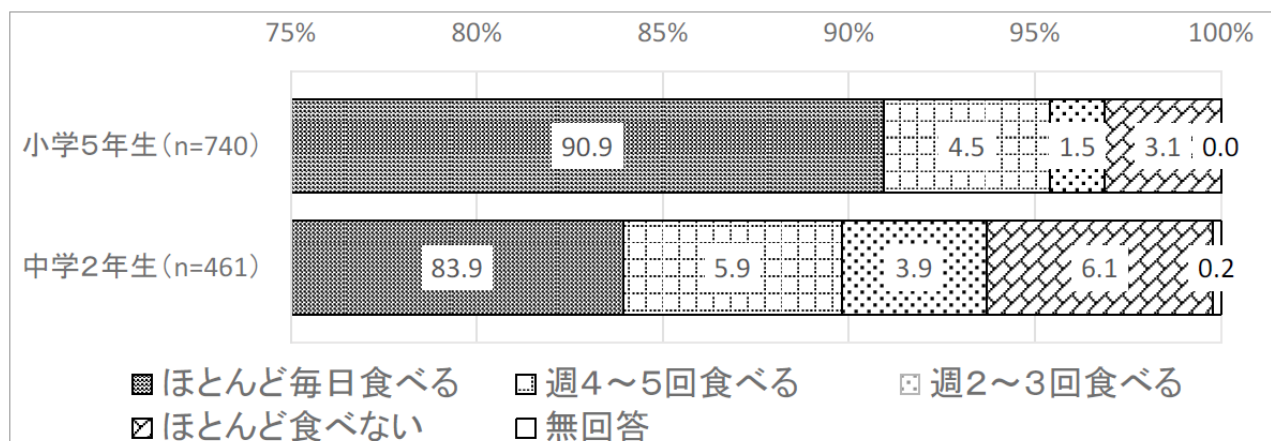 75% 80% 85% 90% 95% 100%
小学5年生(n=740) 90.9 4.5 1.5 3.1 0.0
中学2年生(n=461) 83.9 5.9 3.9 6.1 0.2
ほとんど毎日食べる 週4~5回食べる 週2~3回食べる
ほとんど食べない 無回答